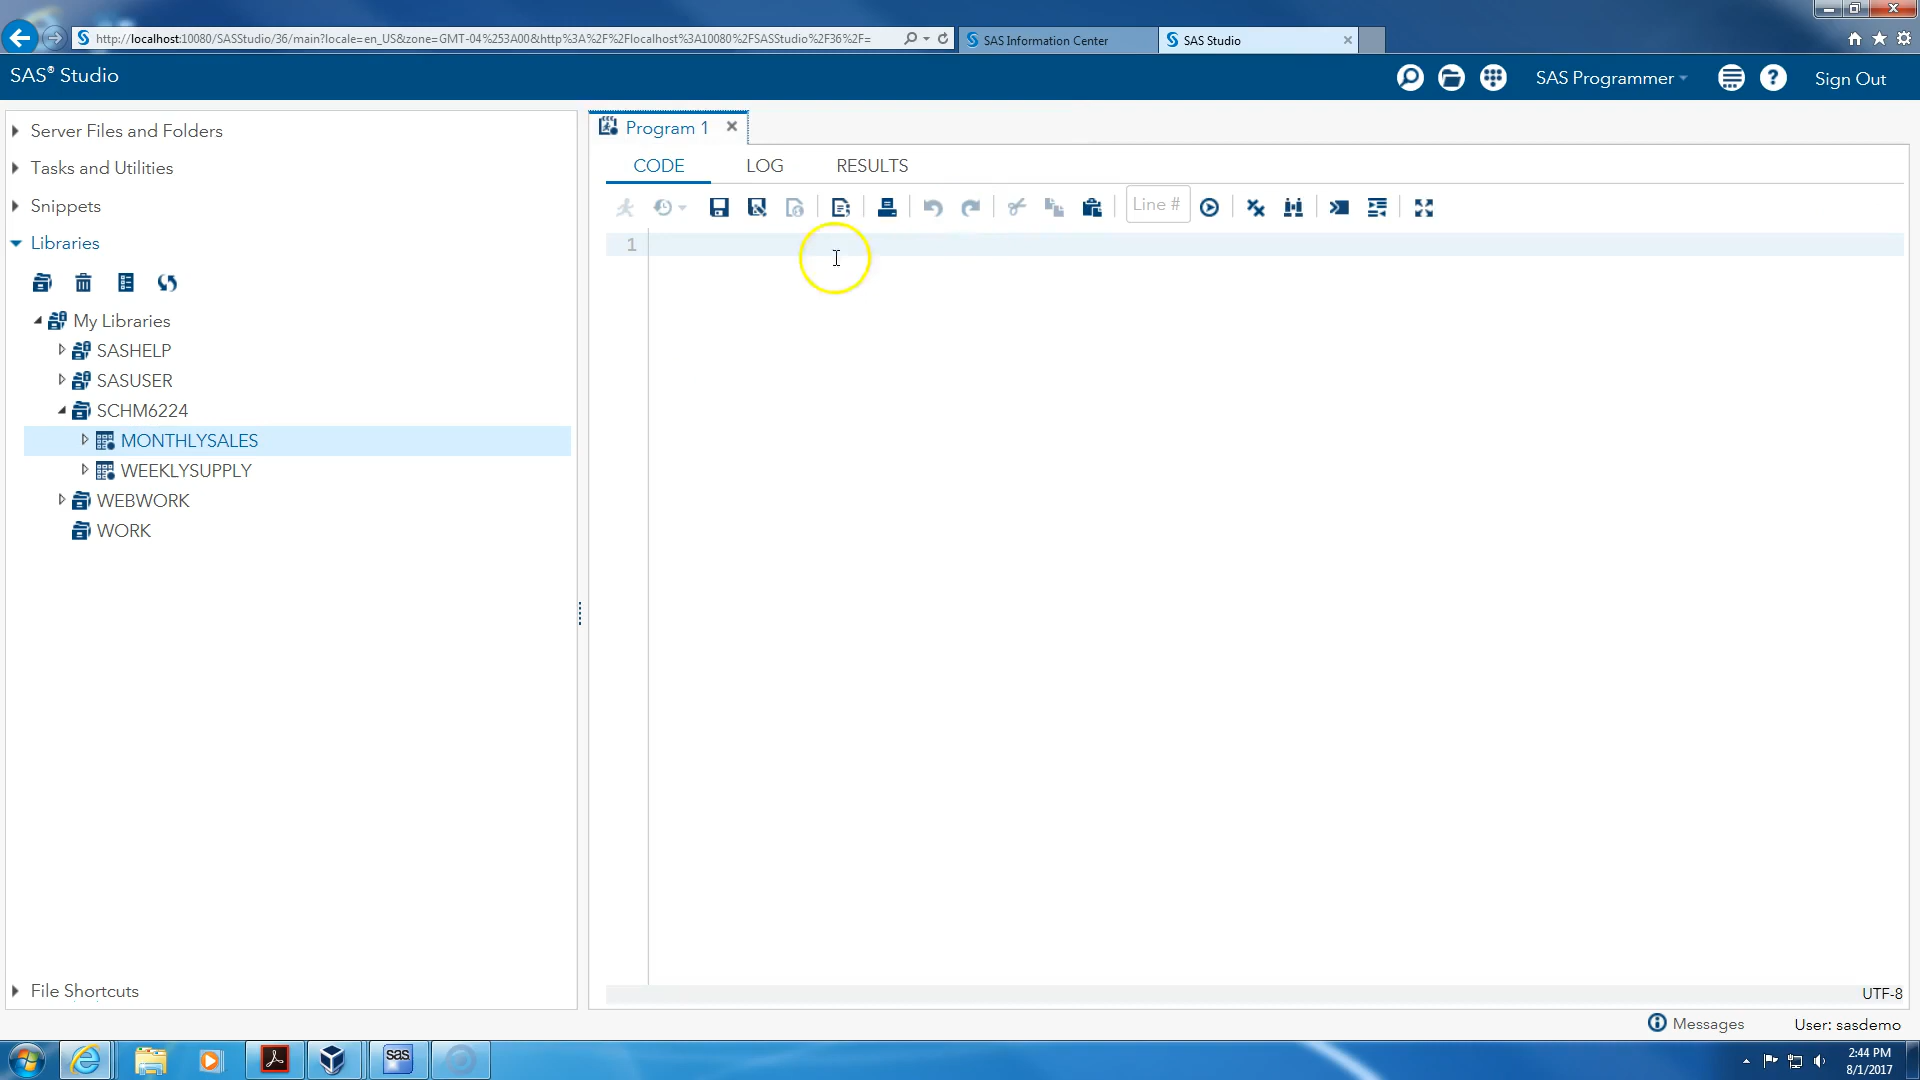 http://localhost:10080/SASStudio/36/main?locale=en_US&zone=GMT-04%253A00&http%3A%2F%2Flocalhost%3A10080%2FSASStudio%2F36%2F=
SAS Information Center
SAS Studio
SAS® Studio
SAS Programmer
Sign Out
Server Files and Folders
Tasks and Utilities
Snippets
Libraries
My Libraries
SASHELP
SASUSER
SCHM6224
MONTHLYSALES
WEEKLYSUPPLY
WEBWORK
WORK
File Shortcuts
Program 1
CODE LOG RESULTS
Line #
1
UTF-8
Messages
User: sasdemo
sas
2:44 PM
8/1/2017